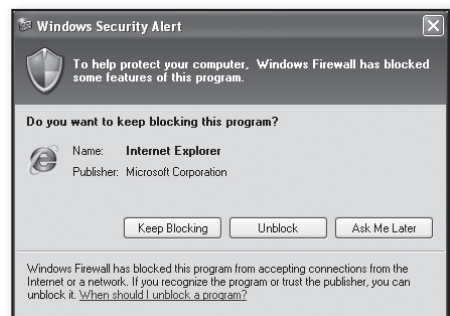 Windows Security Alert
To help protect your computer, Windows Firewall has blocked
some features of this program.
Do you want to keep blocking this program?
Name: Internet Explorer
Publisher: Microsoft Corporation
Keep Blocking Unblock Ask Me Later
Windows Firewall has blocked this program from accepting connections from the
Internet or a network. If you recognize the program or trust the publisher, you can
unblock it. When should I unblock a program?